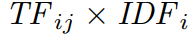 TF_{ij} × IDF_i